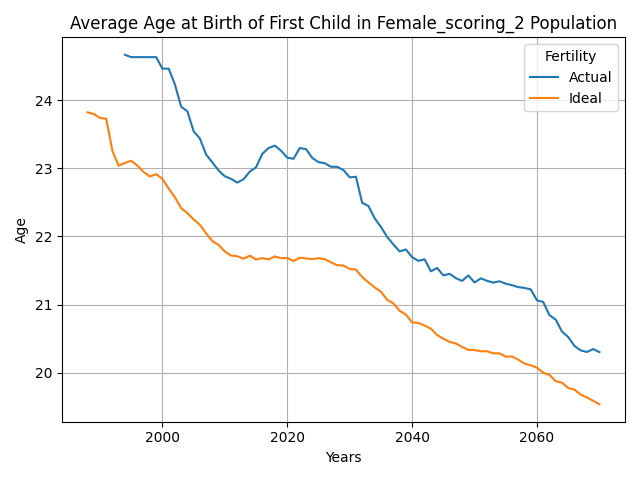 Average Age at Birth of First Child in Female_scoring_2 Population
Fertility
Actual
Ideal
Age
24
23
22
21
20
2000
2020
2040
2060
Years